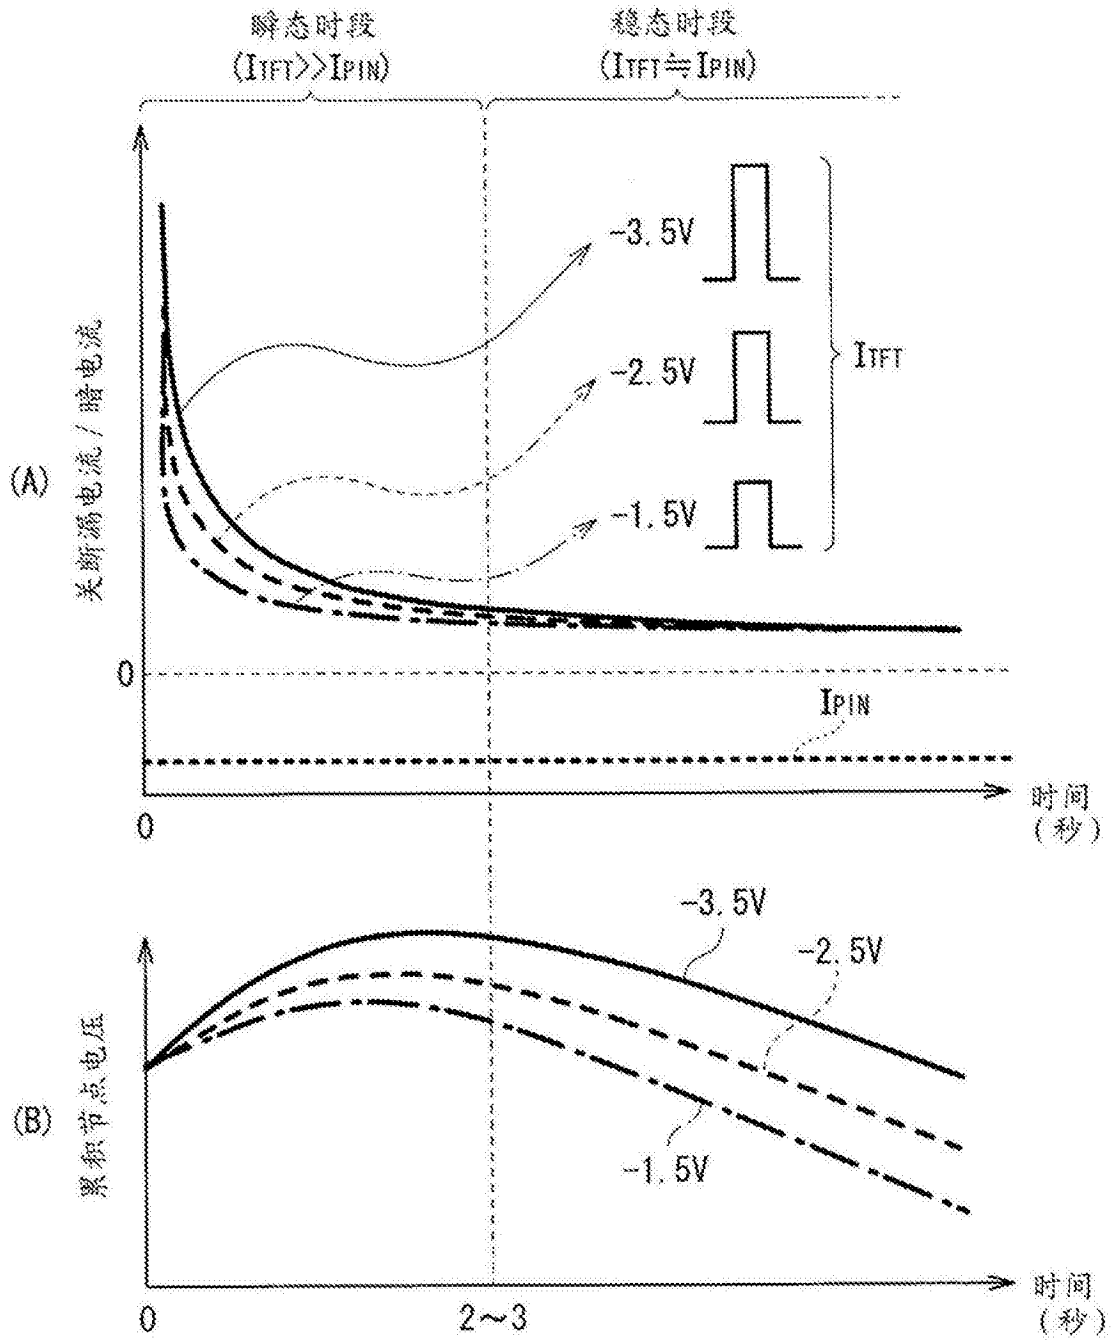 瞬态时段
(ITFT>>IPIN)
稳态时段
(ITFT≒IPIN)
(A)
关断漏电流 / 暗电流
-3.5V
-2.5V
-1.5V
ITFT
0
IPIN
0
时间
(秒)
(B)
累积节点电压
-3.5V
-2.5V
-1.5V
0
2~3
时间
(秒)